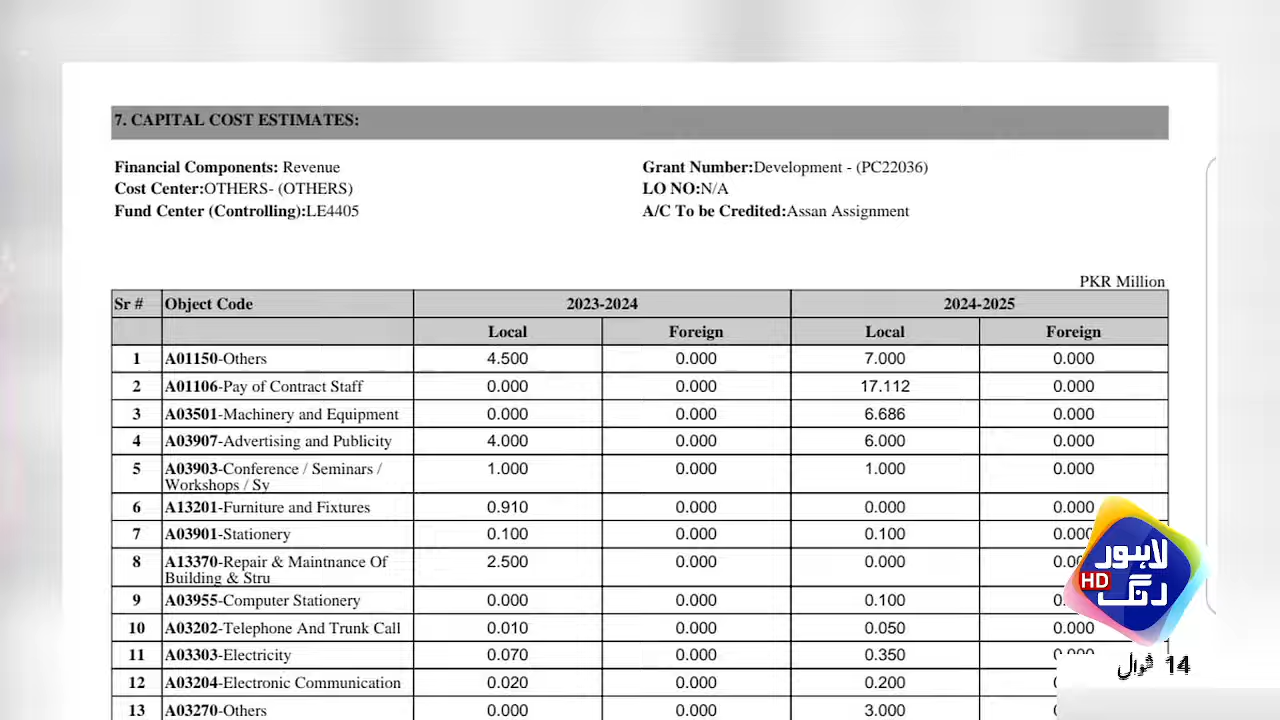 7. CAPITAL COST ESTIMATES:
Financial Components: Revenue
Grant Number:Development - (PC22036)
Cost Center:OTHERS- (OTHERS)
LO NO:N/A
Fund Center (Controlling):LE4405
A/C To be Credited:Assan Assignment
PKR Million
Sr # Object Code 2023-2024 2024-2025
Local Foreign Local Foreign
1 A01150-Others 4.500 0.000 7.000 0.000
2 A01106-Pay of Contract Staff 0.000 0.000 17.112 0.000
3 A03501-Machinery and Equipment 0.000 0.000 6.686 0.000
4 A03907-Advertising and Publicity 4.000 0.000 6.000 0.000
5 A03903-Conference / Seminars / 1.000 0.000 1.000 0.000
Workshops / Sy
6 A13201-Furniture and Fixtures 0.910 0.000 0.000 0.000
7 A03901-Stationery 0.100 0.000 0.100
8 A13370-Repair & Maintnance Of 2.500 0.000 0.000
Building & Stru
9 A03955-Computer Stationery 0.000 0.000 0.100
10 A03202-Telephone And Trunk Call 0.010 0.000 0.050 0.000
11 A03303-Electricity 0.070 0.000 0.350
12 A03204-Electronic Communication 0.020 0.000 0.200
13 A03270-Others 0.000 0.000 3.000
لاہور
HD
رنگ
14